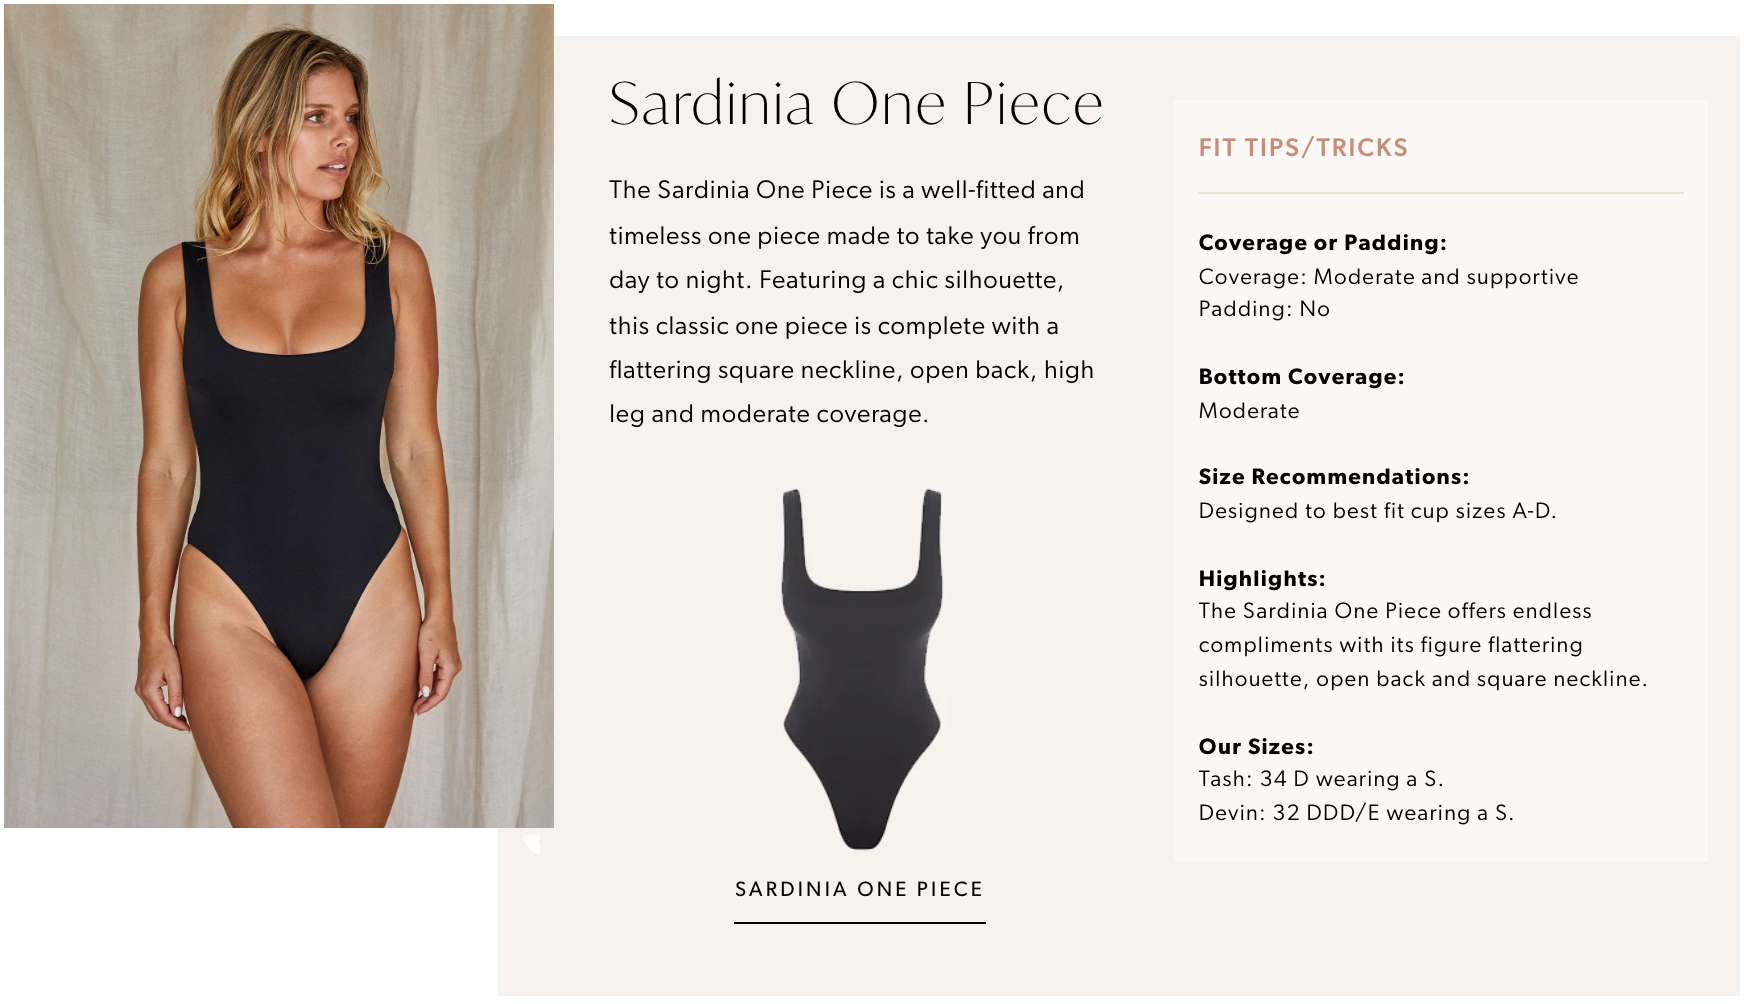 Sardinia One Piece
The Sardinia One Piece is a well-fitted and
timeless one piece made to take you from
day to night. Featuring a chic silhouette,
this classic one piece is complete with a
flattering square neckline, open back, high
leg and moderate coverage.
SARDINIA ONE PIECE
FIT TIPS/TRICKS
Coverage or Padding:
Coverage: Moderate and supportive
Padding: No
Bottom Coverage:
Moderate
Size Recommendations:
Designed to best fit cup sizes A-D.
Highlights:
The Sardinia One Piece offers endless
compliments with its figure flattering
silhouette, open back and square neckline.
Our Sizes:
Tash: 34 D wearing a S.
Devin: 32 DDD/E wearing a S.